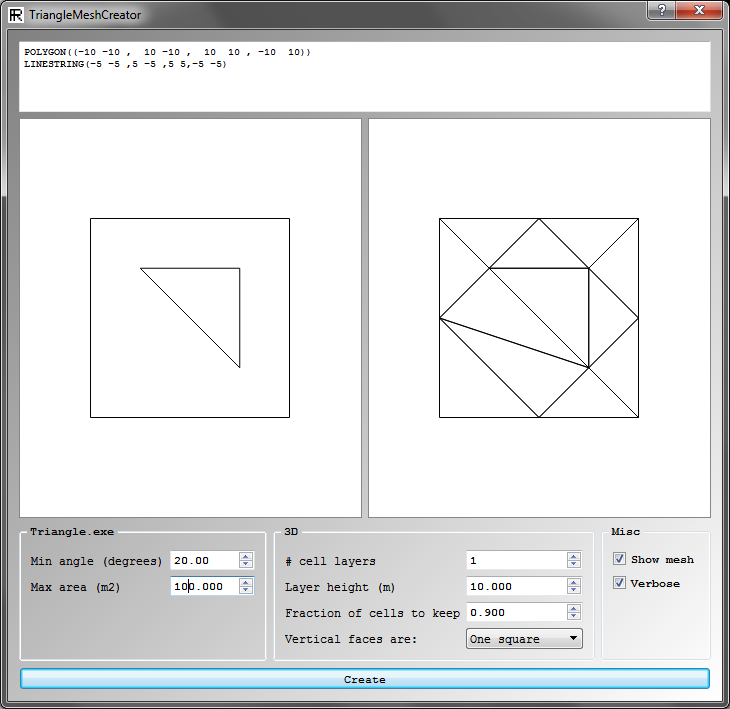 TriangleMeshCreator
POLYGON((-10 -10 ,  10 -10 ,  10  10 , -10  10))
LINESTRING(-5 -5 ,5 -5 ,5 5,-5 -5)
Triangle.exe
Min angle (degrees) 20.00
Max area (m2) 100.000
3D
# cell layers 1
Layer height (m) 10.000
Fraction of cells to keep 0.900
Vertical faces are: One square
Misc
Show mesh
Verbose
Create